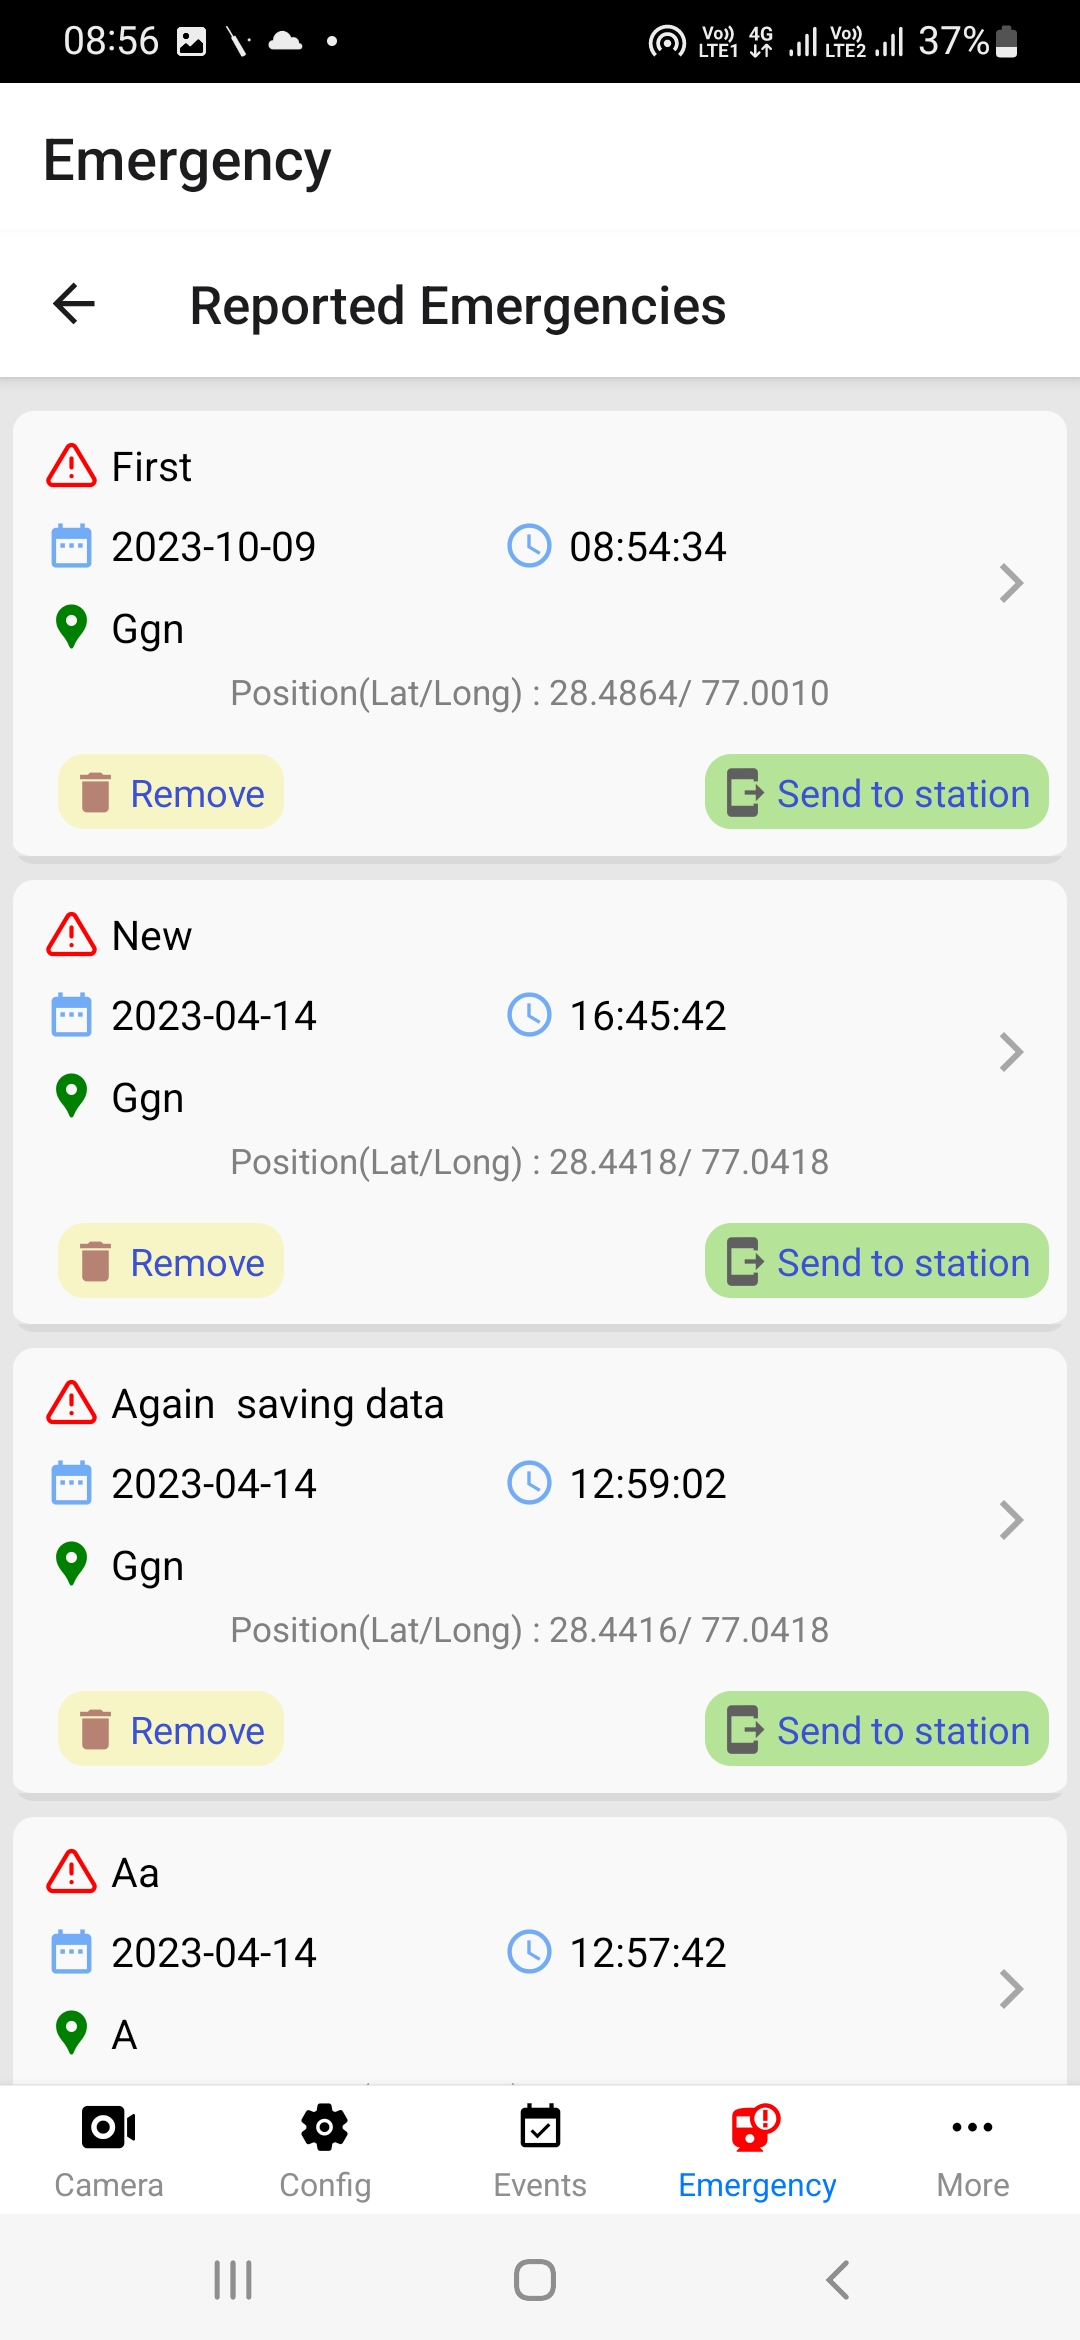 08:56 Vo)) LTE1 4G Vo)) LTE2 37%
Emergency
Reported Emergencies
First
2023-10-09 08:54:34
Ggn
Position(Lat/Long) : 28.4864/ 77.0010
Remove Send to station
New
2023-04-14 16:45:42
Ggn
Position(Lat/Long) : 28.4418/ 77.0418
Remove Send to station
Again  saving data
2023-04-14 12:59:02
Ggn
Position(Lat/Long) : 28.4416/ 77.0418
Remove Send to station
Aa
2023-04-14 12:57:42
A
Camera Config Events Emergency More